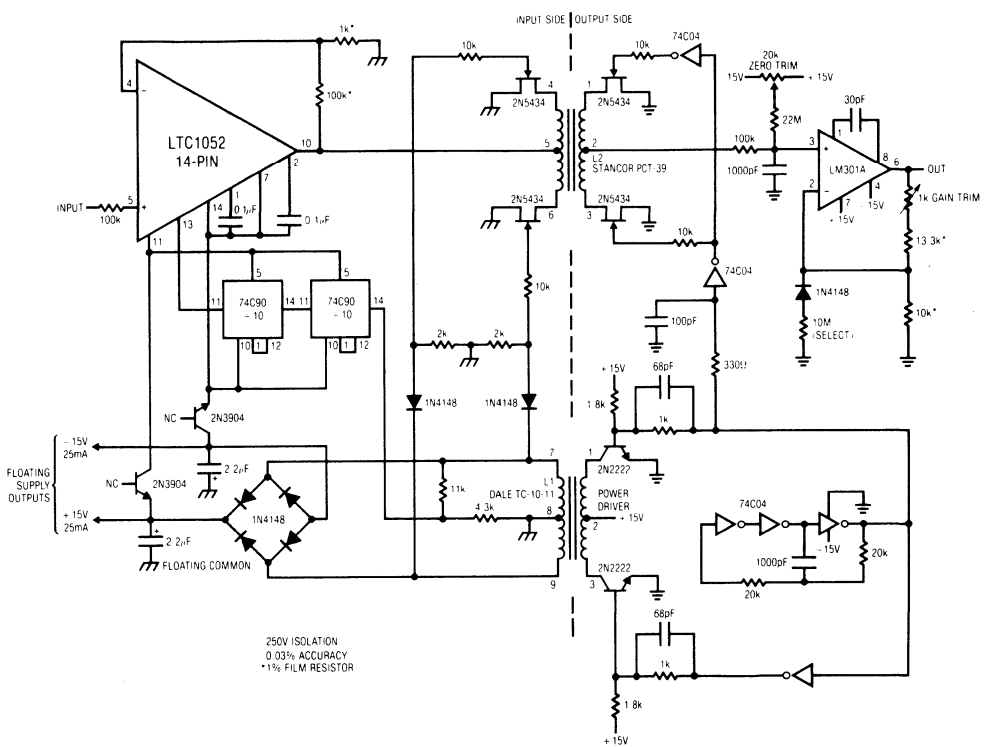 INPUT SIDE
OUTPUT SIDE
1k*
4
−
100k*
LTC1052
14-PIN
10
2
7
1
14
13
11
5
+
INPUT
100k
0.1µF
0.1µF
10k
4
2N5434
5
2N5434
6
10k
74C04
10k
1
2N5434
2
L2
STANCOR PCT-39
3
2N5434
10k
74C04
20k
ZERO TRIM
15V
+ 15V
22M
100k
1000pF
30pF
1
3
+
8
LM301A
6
OUT
2
−
4
−15V
7
+ 15V
1k GAIN TRIM
13 3k*
1N4148
10M
(SELECT)
10k*
5
11
74C90
÷ 10
14
10
1
12
5
11
74C90
÷ 10
14
10
1
12
2k
2k
1N4148
1N4148
100pF
330Ω
NC
2N3904
− 15V
25mA
FLOATING
SUPPLY
OUTPUTS
+ 15V
25mA
NC
2N3904
2 2µF
+
2 2µF
+
1N4148
FLOATING COMMON
11k
4 3k
7
L1
DALE TC-10-11
8
9
1
POWER
DRIVER
+ 15V
2
3
+ 15V
1 8k
68pF
1k
2N2222
2N2222
74C04
1000pF
−15V
20k
20k
68pF
1k
1 8k
+ 15V
250V ISOLATION
0.03% ACCURACY
*1% FILM RESISTOR